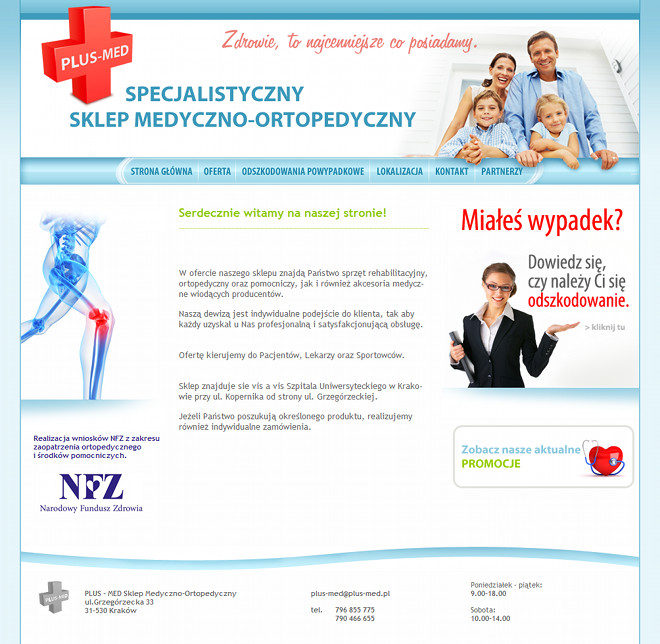 PLUS-MED
Zdrowie, to najcenniejsze co posiadamy.
SPECJALISTYCZNY
SKLEP MEDYCZNO-ORTOPEDYCZNY
STRONA GŁÓWNA
OFERTA
ODSZKODOWANIA POWYPADKOWE
LOKALIZACJA
KONTAKT
PARTNERZY
Serdecznie witamy na naszej stronie!
W ofercie naszego sklepu znajdą Państwo sprzęt rehabilitacyjny,
ortopedyczny oraz pomocniczy, jak i również akcesoria medycz-
ne wiodących producentów.
Naszą dewizą jest indywidualne podejście do klienta, tak aby
każdy uzyskał u Nas profesjonalną i satysfakcjonującą obsługę.
Ofertę kierujemy do Pacjentów, Lekarzy oraz Sportowców.
Sklep znajduje sie vis a vis Szpitala Uniwersyteckiego w Krako-
wie przy ul. Kopernika od strony ul. Grzegórzeckiej.
Jeżeli Państwo poszukują określonego produktu, realizujemy
również indywidualne zamówienia.
Realizacja wniosków NFZ z zakresu
zaopatrzenia ortopedycznego
i środków pomocniczych.
NFZ
Narodowy Fundusz Zdrowia
Miałeś wypadek?
Dowiedz się,
czy należy Ci się
odszkodowanie.
> kliknij tu
Zobacz nasze aktualne
PROMOCJE
PLUS-MED
PLUS - MED Sklep Medyczno-Ortopedyczny
ul.Grzegórzecka 33
31-530 Kraków
plus-med@plus-med.pl
tel. 796 855 775
790 466 655
Poniedziałek - piątek:
9.00-18.00
Sobota:
10.00-14.00